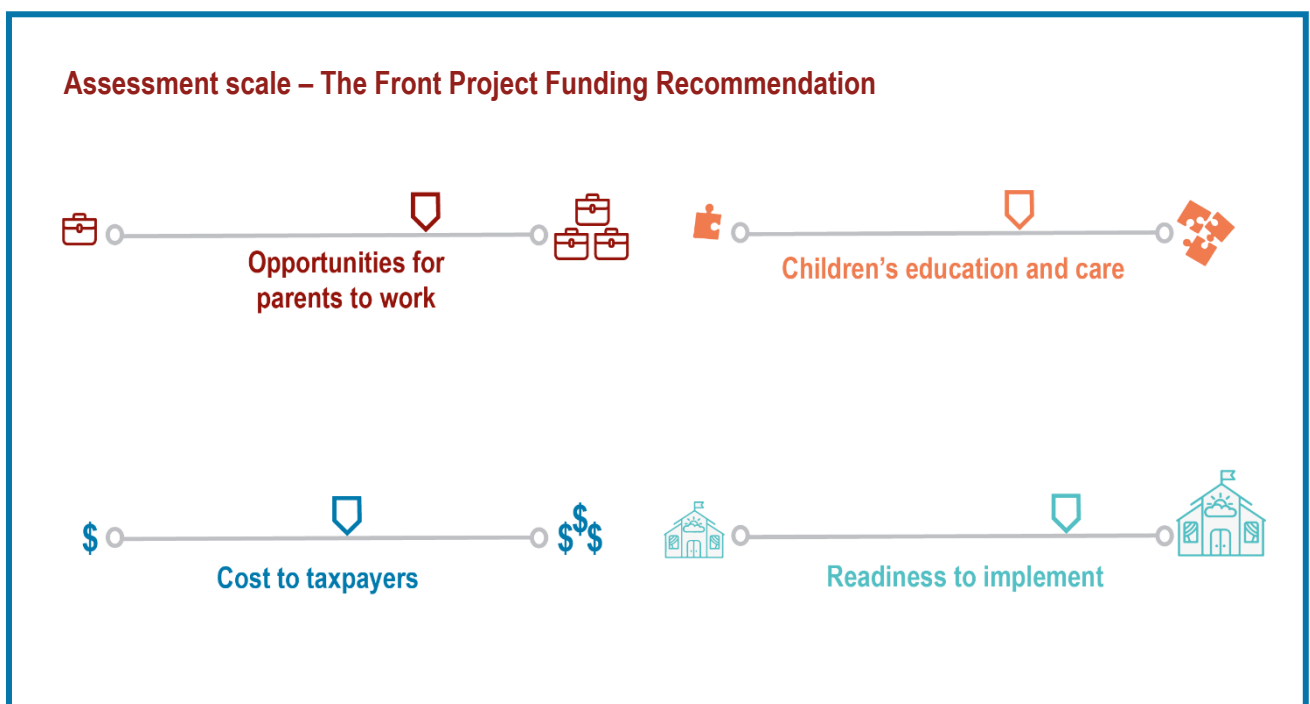 Assessment scale – The Front Project Funding Recommendation
Opportunities for
parents to work
Children’s education and care
$
$
$
$
Cost to taxpayers
Readiness to implement